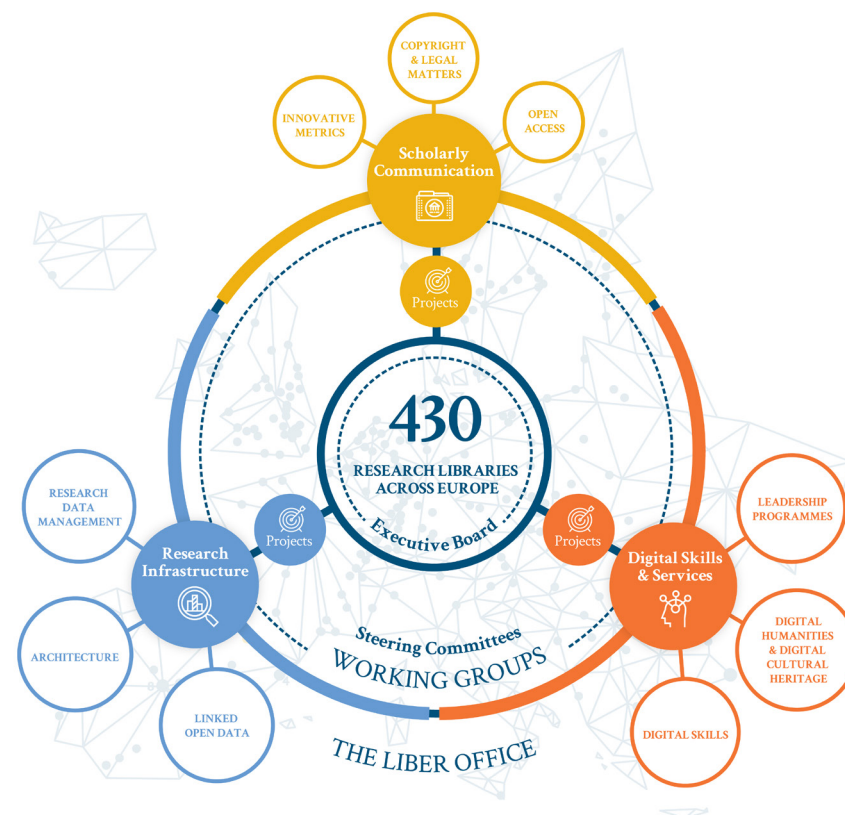 COPYRIGHT
& LEGAL
MATTERS
INNOVATIVE
METRICS
OPEN
ACCESS
Scholarly
Communication
Projects
430
RESEARCH LIBRARIES
ACROSS EUROPE
Executive Board
RESEARCH
DATA
MANAGEMENT
Projects
Research
Infrastructure
ARCHITECTURE
LINKED
OPEN DATA
Projects
Digital Skills
& Services
LEADERSHIP
PROGRAMMES
DIGITAL
HUMANITIES
& DIGITAL
CULTURAL
HERITAGE
DIGITAL SKILLS
Steering Committees
WORKING GROUPS
THE LIBER OFFICE